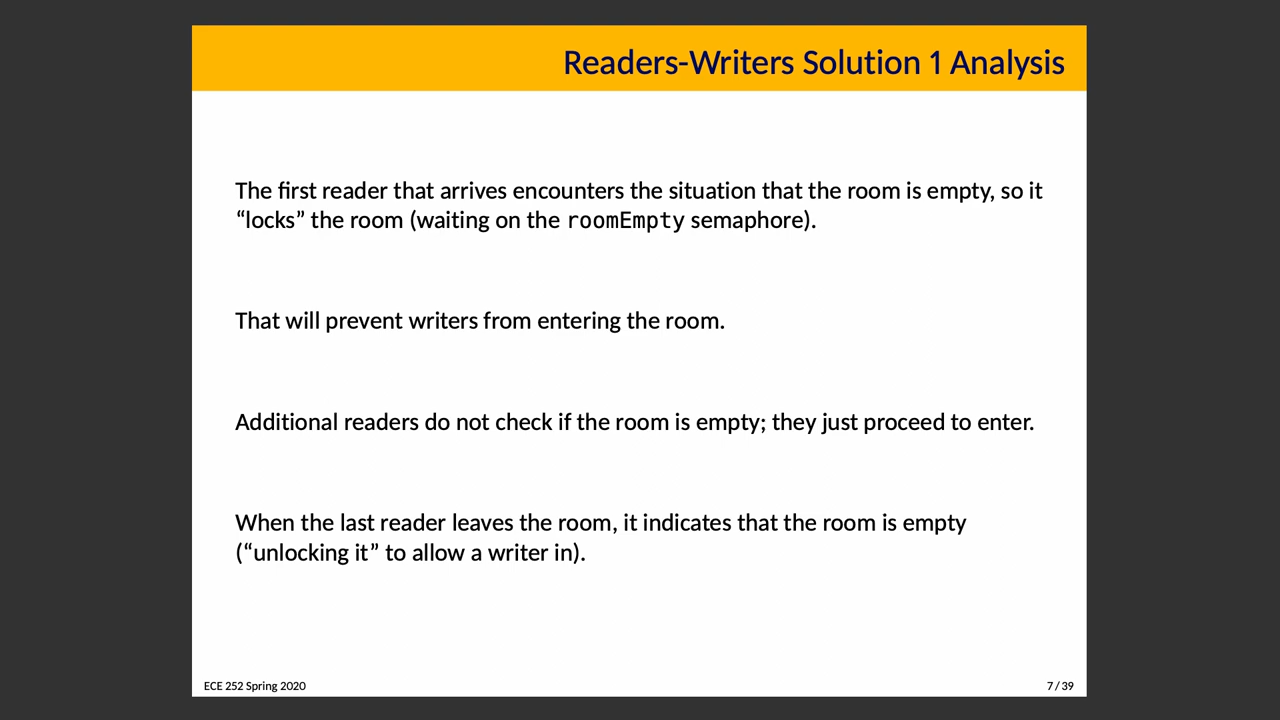 Readers-Writers Solution 1 Analysis
The first reader that arrives encounters the situation that the room is empty, so it
“locks” the room (waiting on the roomEmpty semaphore).
That will prevent writers from entering the room.
Additional readers do not check if the room is empty; they just proceed to enter.
When the last reader leaves the room, it indicates that the room is empty
(“unlocking it” to allow a writer in).
ECE 252 Spring 2020
7 / 39